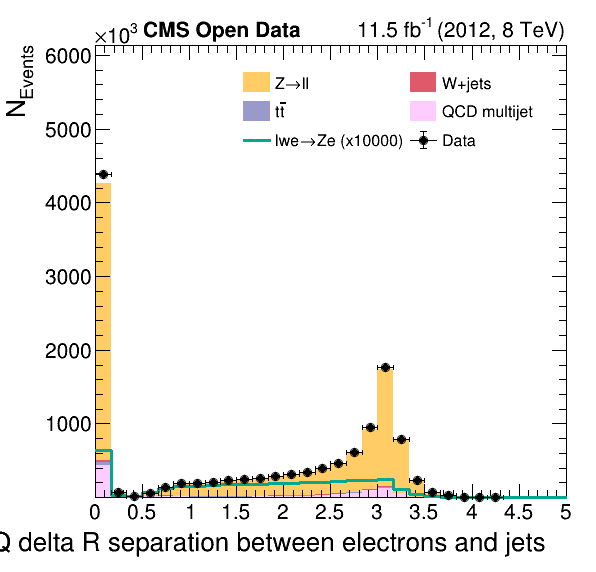 ×10³ CMS Open Data 11.5 fb⁻¹ (2012, 8 TeV)
N_Events
6000
5000
4000
3000
2000
1000
Z→ll W+jets
tt̄ QCD multijet
lwe→Ze (x10000) Data
0 0.5 1 1.5 2 2.5 3 3.5 4 4.5 5
Q delta R separation between electrons and jets